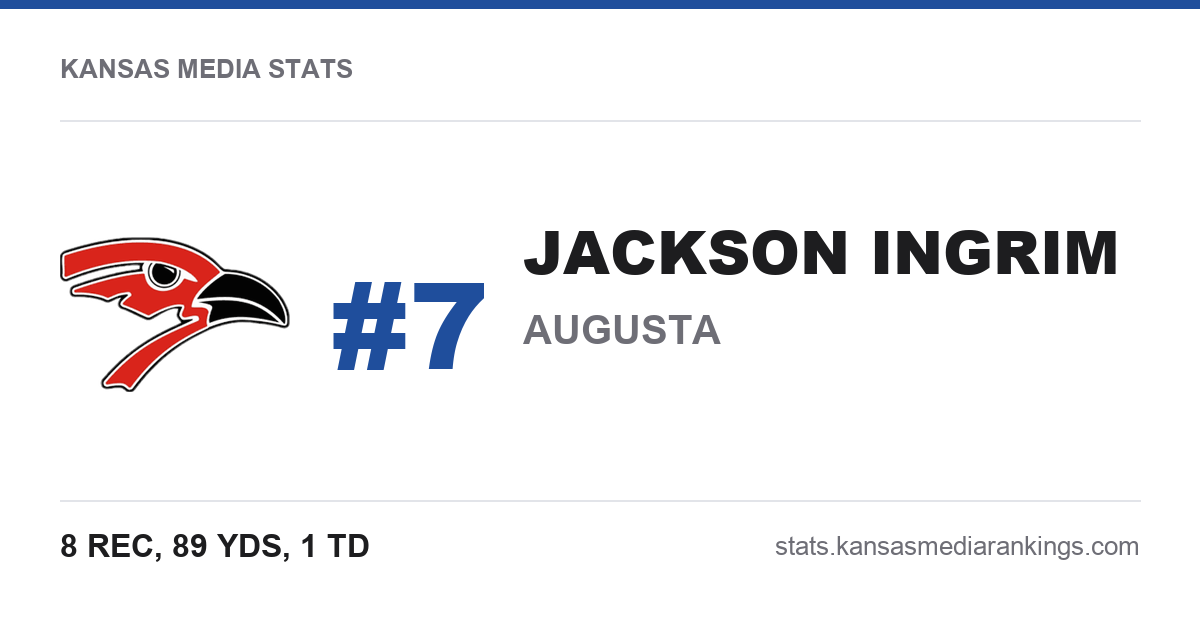 KANSAS MEDIA STATS
#7
JACKSON INGRIM
AUGUSTA
8 REC, 89 YDS, 1 TD
stats.kansasmediarankings.com